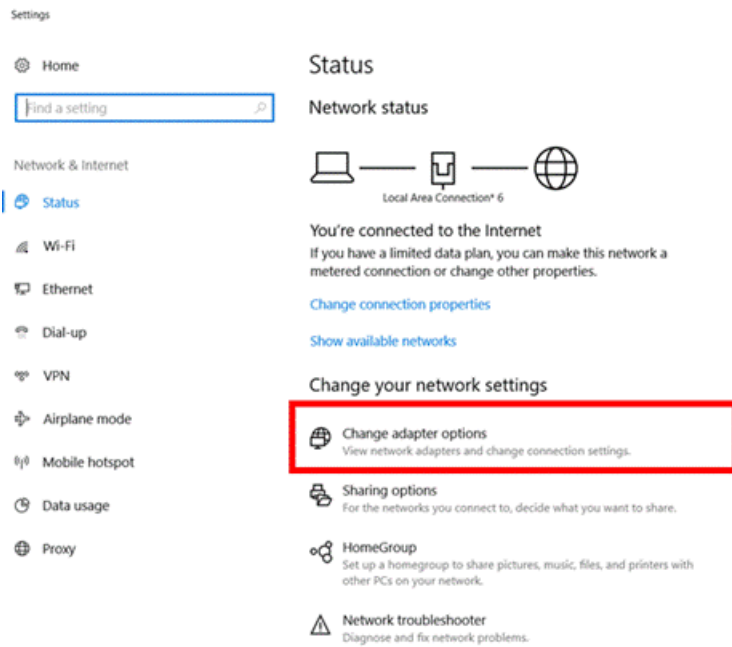 Settings
Home
Find a setting
Network & Internet
Status
Wi-Fi
Ethernet
Dial-up
VPN
Airplane mode
Mobile hotspot
Data usage
Proxy
Status
Network status
Local Area Connection* 6
You're connected to the Internet
If you have a limited data plan, you can make this network a
metered connection or change other properties.
Change connection properties
Show available networks
Change your network settings
Change adapter options
View network adapters and change connection settings.
Sharing options
For the networks you connect to, decide what you want to share.
HomeGroup
Set up a homegroup to share pictures, music, files, and printers with
other PCs on your network.
Network troubleshooter
Diagnose and fix network problems.